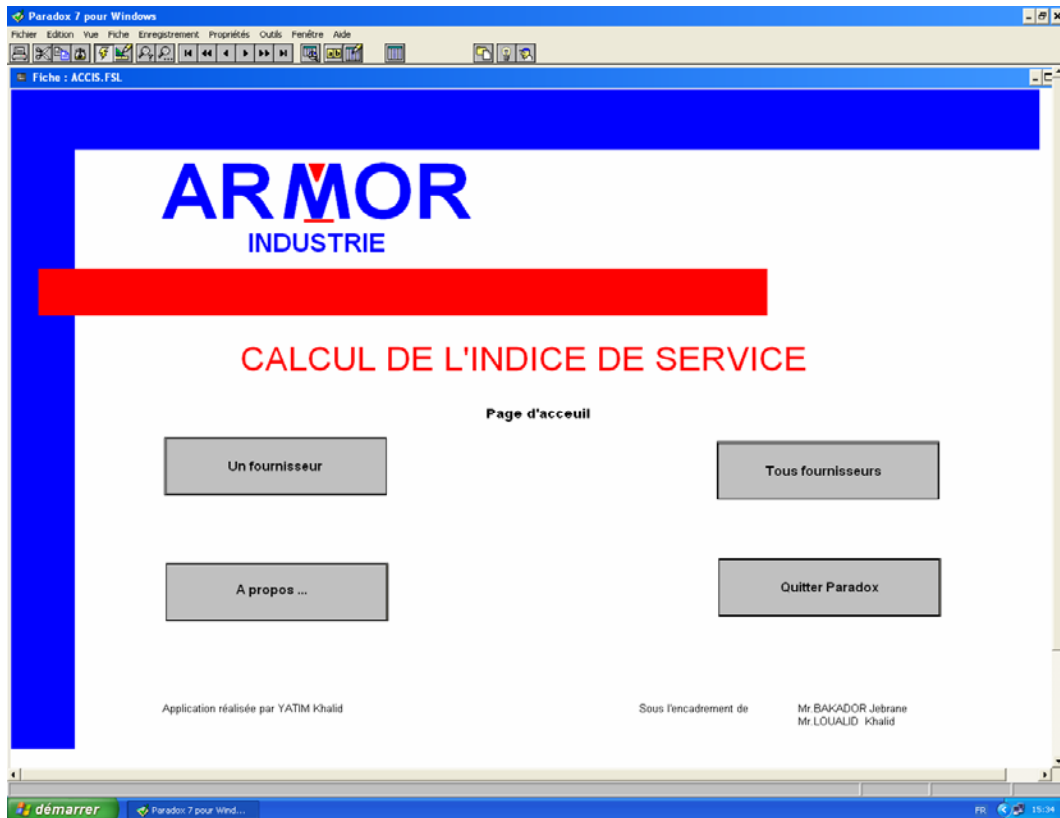 Paradox 7 pour Windows
Fichier Edition Vue Fiche Enregistrement Propriétés Outils Fenêtre Aide
Fiche : ACCIS.FSL
ARMOR
INDUSTRIE
CALCUL DE L'INDICE DE SERVICE
Page d'acceuil
Un fournisseur
Tous fournisseurs
A propos ...
Quitter Paradox
Application réalisée par YATIM Khalid
Sous l'encadrement de
Mr.BAKADOR Jebrane
Mr.LOUALID Khalid
démarrer
Paradox 7 pour Wind...
FR
15:34